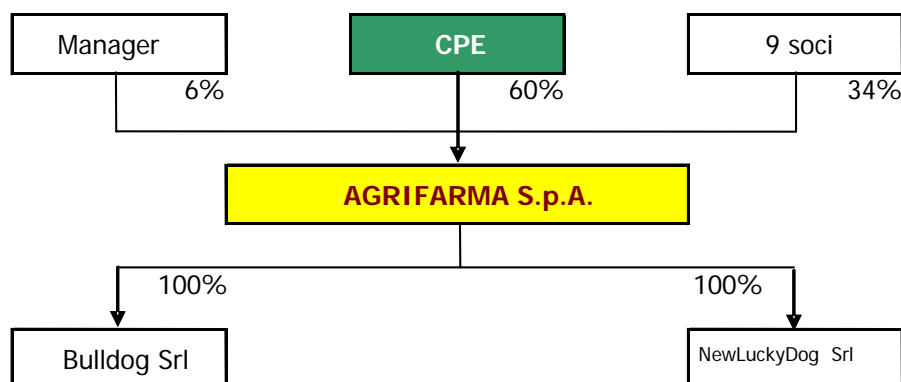 Manager
CPE
9 soci
6%
60%
34%
AGRIFARMA S.p.A.
100%
100%
Bulldog Srl
NewLuckyDog Srl